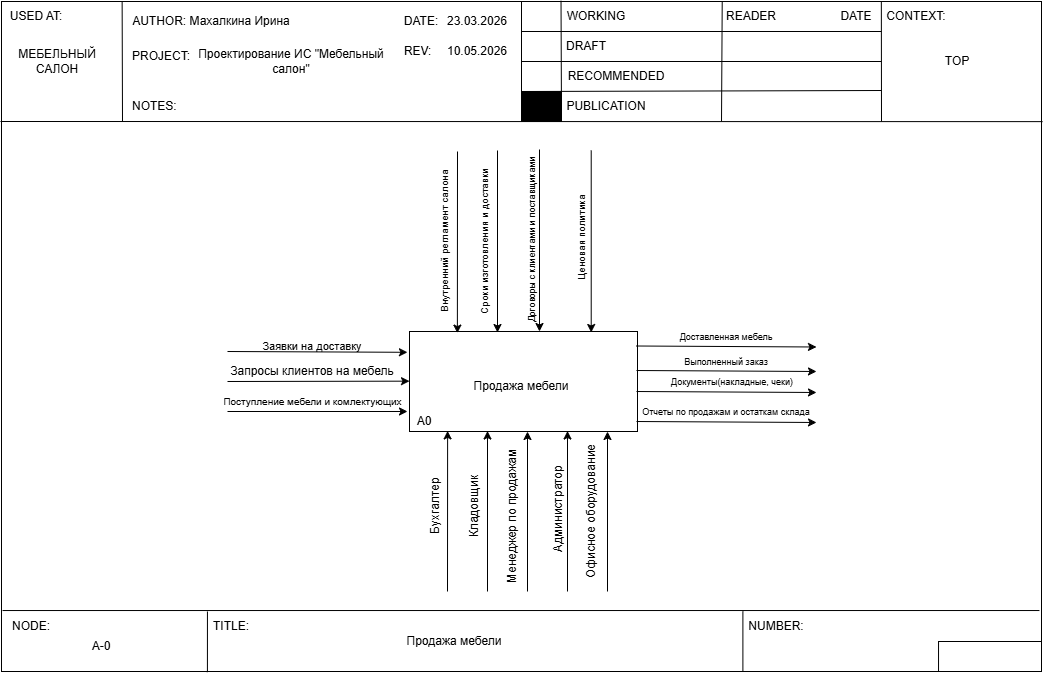 USED AT:
МЕБЕЛЬНЫЙ
САЛОН
AUTHOR: Махалкина Ирина
DATE: 23.03.2026
PROJECT: Проектирование ИС "Мебельный
салон"
REV: 10.05.2026
NOTES:
WORKING
DRAFT
RECOMMENDED
PUBLICATION
READER DATE
CONTEXT:
TOP
Внутренний регламент салона
Сроки изготовления и доставки
Договоры с клиентами и поставщиками
Ценовая политика
Заявки на доставку
Запросы клиентов на мебель
Поступление мебели и комлектующих
Продажа мебели
A0
Доставленная мебель
Выполненный заказ
Документы(накладные, чеки)
Отчеты по продажам и остаткам склада
Бухгалтер
Кладовщик
Менеджер по продажам
Администратор
Офисное оборудование
NODE:
A-0
TITLE:
Продажа мебели
NUMBER: